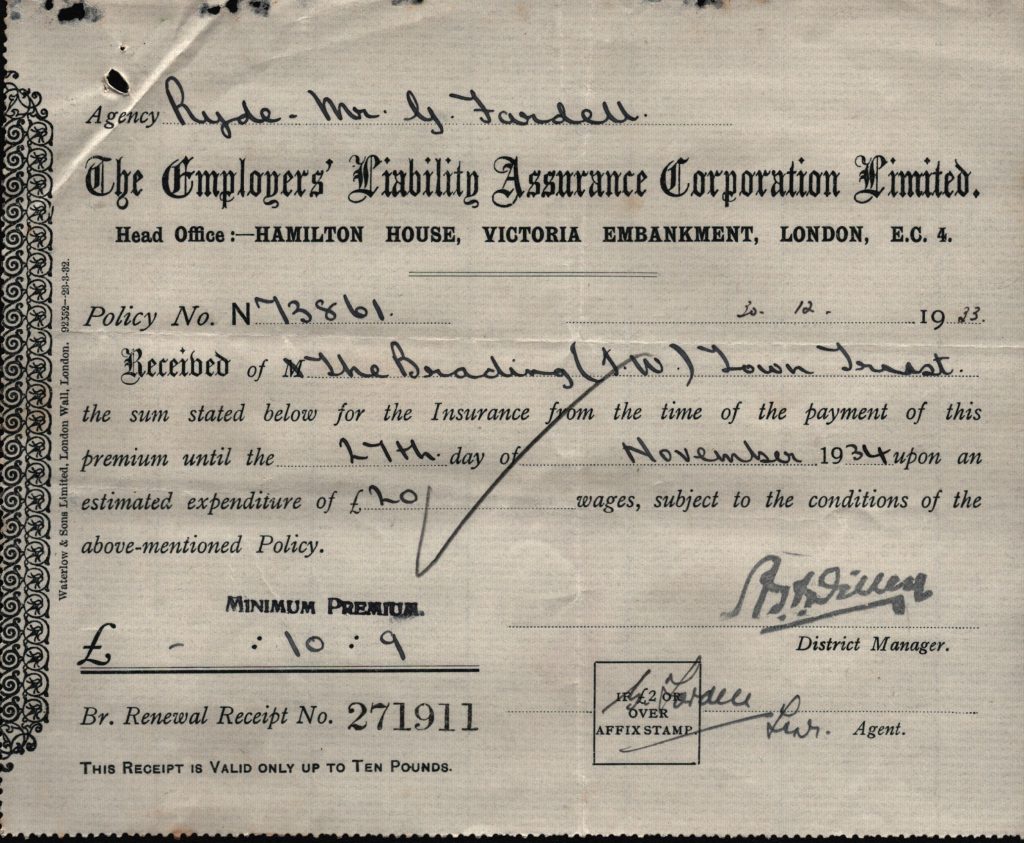 Agency Ryde - Mr. G. Fardell.
The Employers' Liability Assurance Corporation Limited.
Head Office:—HAMILTON HOUSE, VICTORIA EMBANKMENT, LONDON, E.C. 4.
Policy No. N73861. 30. 12. 1933.
Received of The Brading (I.W.) Town Trust.
the sum stated below for the Insurance from the time of the payment of this
premium until the 27th. day of November 1934 upon an
estimated expenditure of £20 wages, subject to the conditions of the
above-mentioned Policy.
MINIMUM PREMIUM.
£ - : 10 : 9
District Manager.
IF £2 OR
OVER
AFFIX STAMP.
G. Fardell
Agent.
Br. Renewal Receipt No. 271911
THIS RECEIPT IS VALID ONLY UP TO TEN POUNDS.
Waterlow & Sons Limited, London Wall, London. 92552—23-3-32.